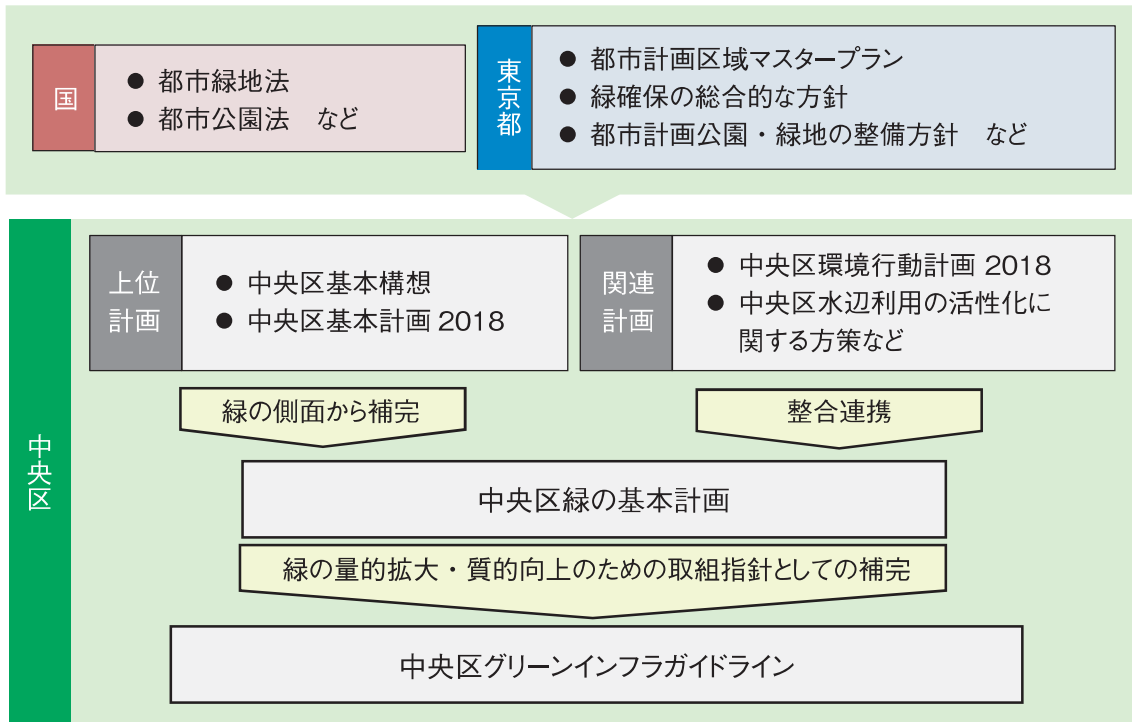 国
● 都市緑地法
● 都市公園法　など
東京都
● 都市計画区域マスタープラン
● 緑確保の総合的な方針
● 都市計画公園・緑地の整備方針　など
中央区
上位
計画
● 中央区基本構想
● 中央区基本計画 2018
関連
計画
● 中央区環境行動計画 2018
● 中央区水辺利用の活性化に
関する方策など
緑の側面から補完
整合連携
中央区緑の基本計画
緑の量的拡大・質的向上のための取組指針としての補完
中央区グリーンインフラガイドライン